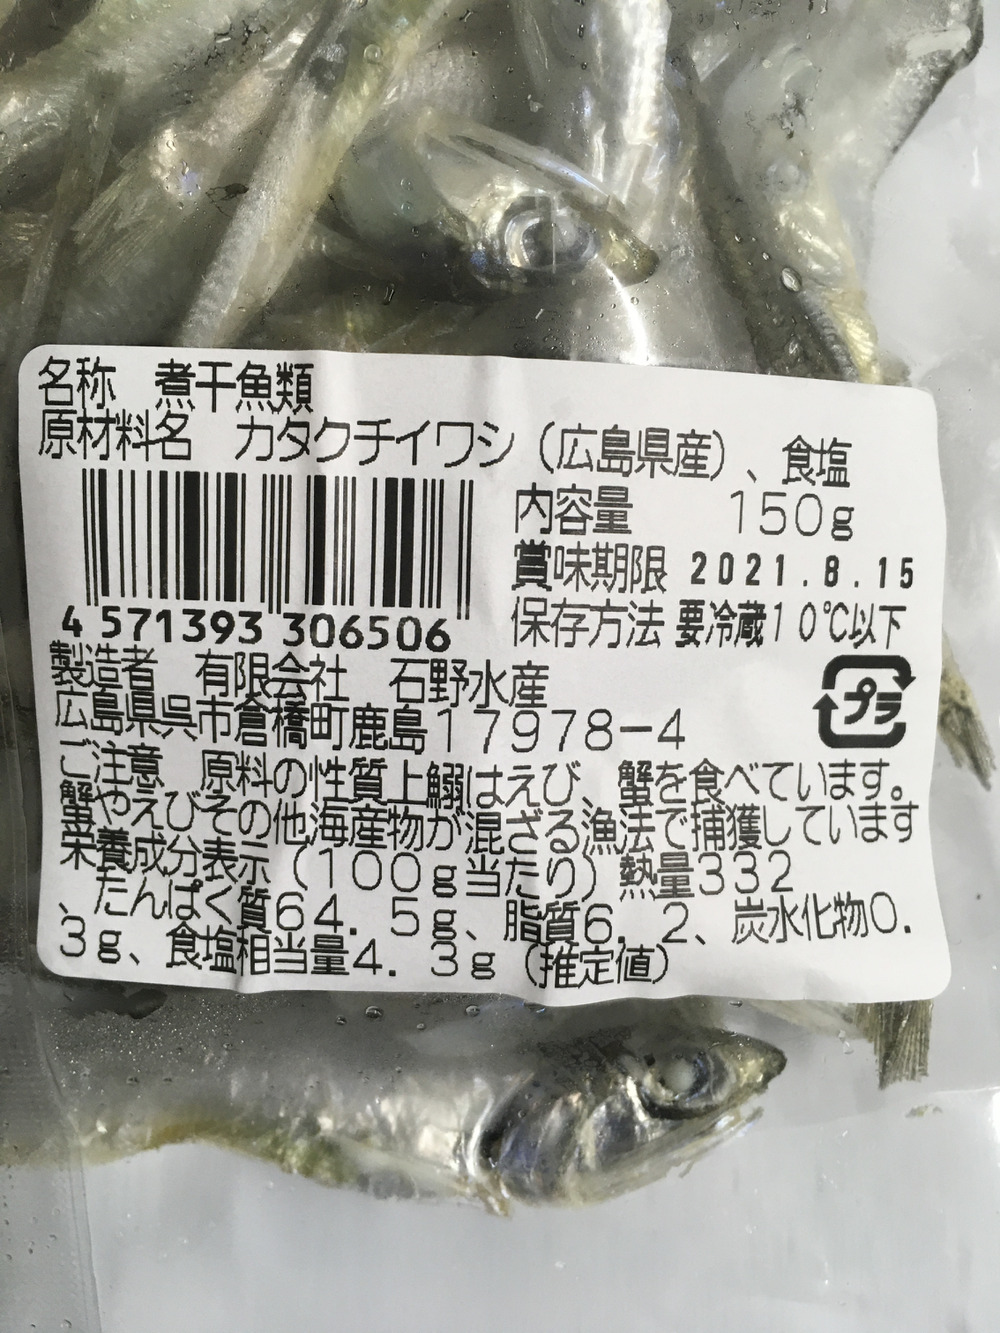 名称　煮干魚類
原材料名　カタクチイワシ（広島県産）、食塩
内容量　150g
賞味期限 2021.8.15
保存方法 要冷蔵10℃以下
4 571393 306506
製造者　有限会社　石野水産
広島県呉市倉橋町鹿島17978-4
プラ
ご注意　原料の性質上鰯はえび、蟹を食べています。
蟹やえびその他海産物が混ざる漁法で捕獲しています
栄養成分表示（100g当たり）熱量332
、たんぱく質64．5g、脂質6．2、炭水化物0．
3g、食塩相当量4．3g（推定値）